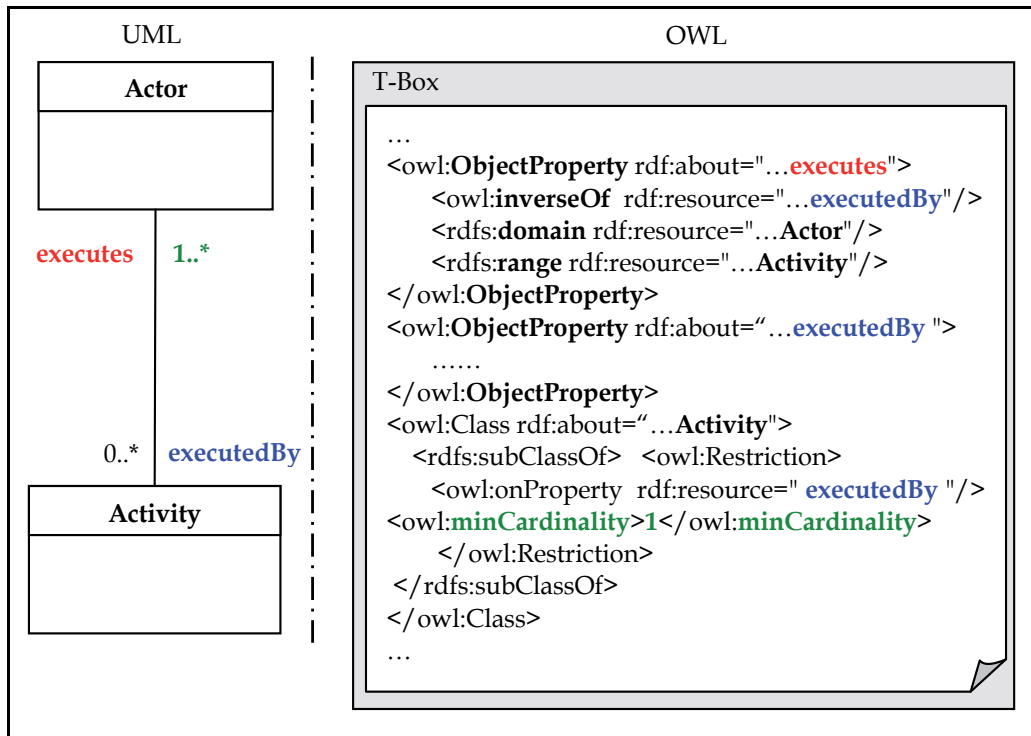 UML
Actor
executes 1..*
0..* executedBy
Activity
OWL
T-Box
…
<owl:ObjectProperty rdf:about="…executes">
<owl:inverseOf rdf:resource="…executedBy"/>
<rdfs:domain rdf:resource="…Actor"/>
<rdfs:range rdf:resource="…Activity"/>
</owl:ObjectProperty>
<owl:ObjectProperty rdf:about=“…executedBy ">
……
</owl:ObjectProperty>
<owl:Class rdf:about=“…Activity">
<rdfs:subClassOf> <owl:Restriction>
<owl:onProperty rdf:resource=" executedBy "/>
<owl:minCardinality>1</owl:minCardinality>
</owl:Restriction>
</rdfs:subClassOf>
</owl:Class>
…